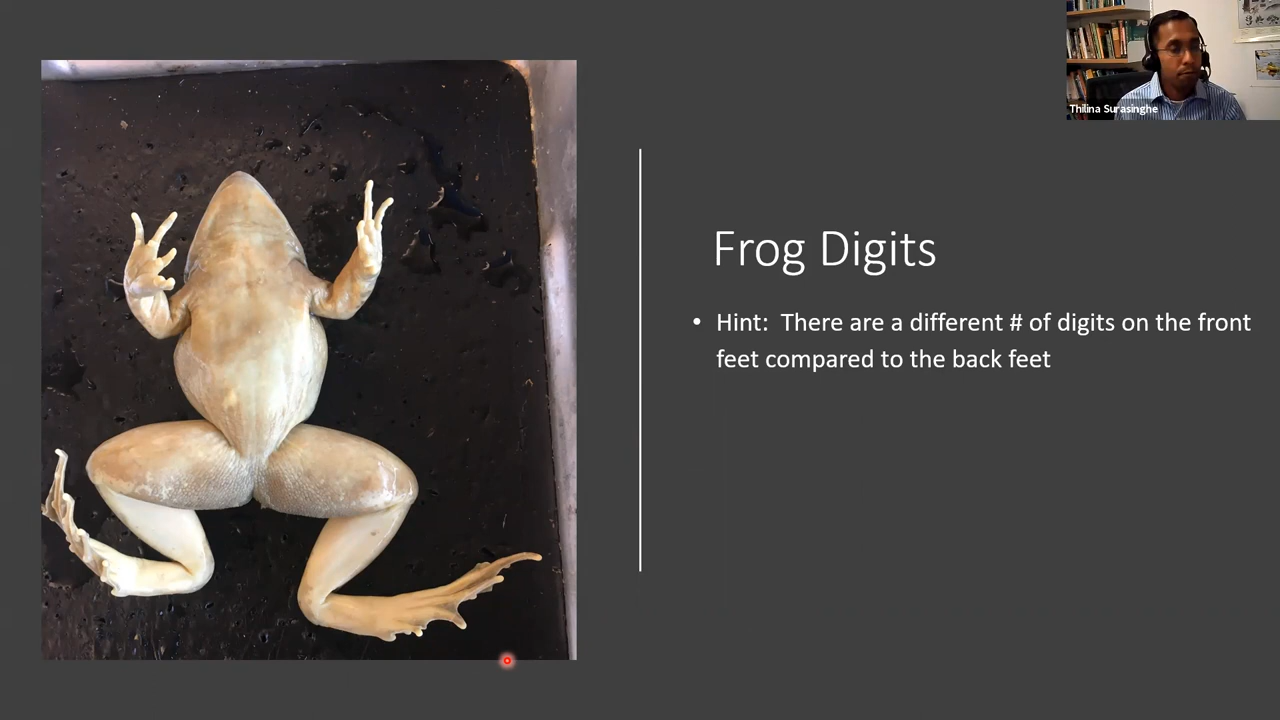 Thilina Surasinghe
Frog Digits
• Hint:  There are a different # of digits on the front
feet compared to the back feet